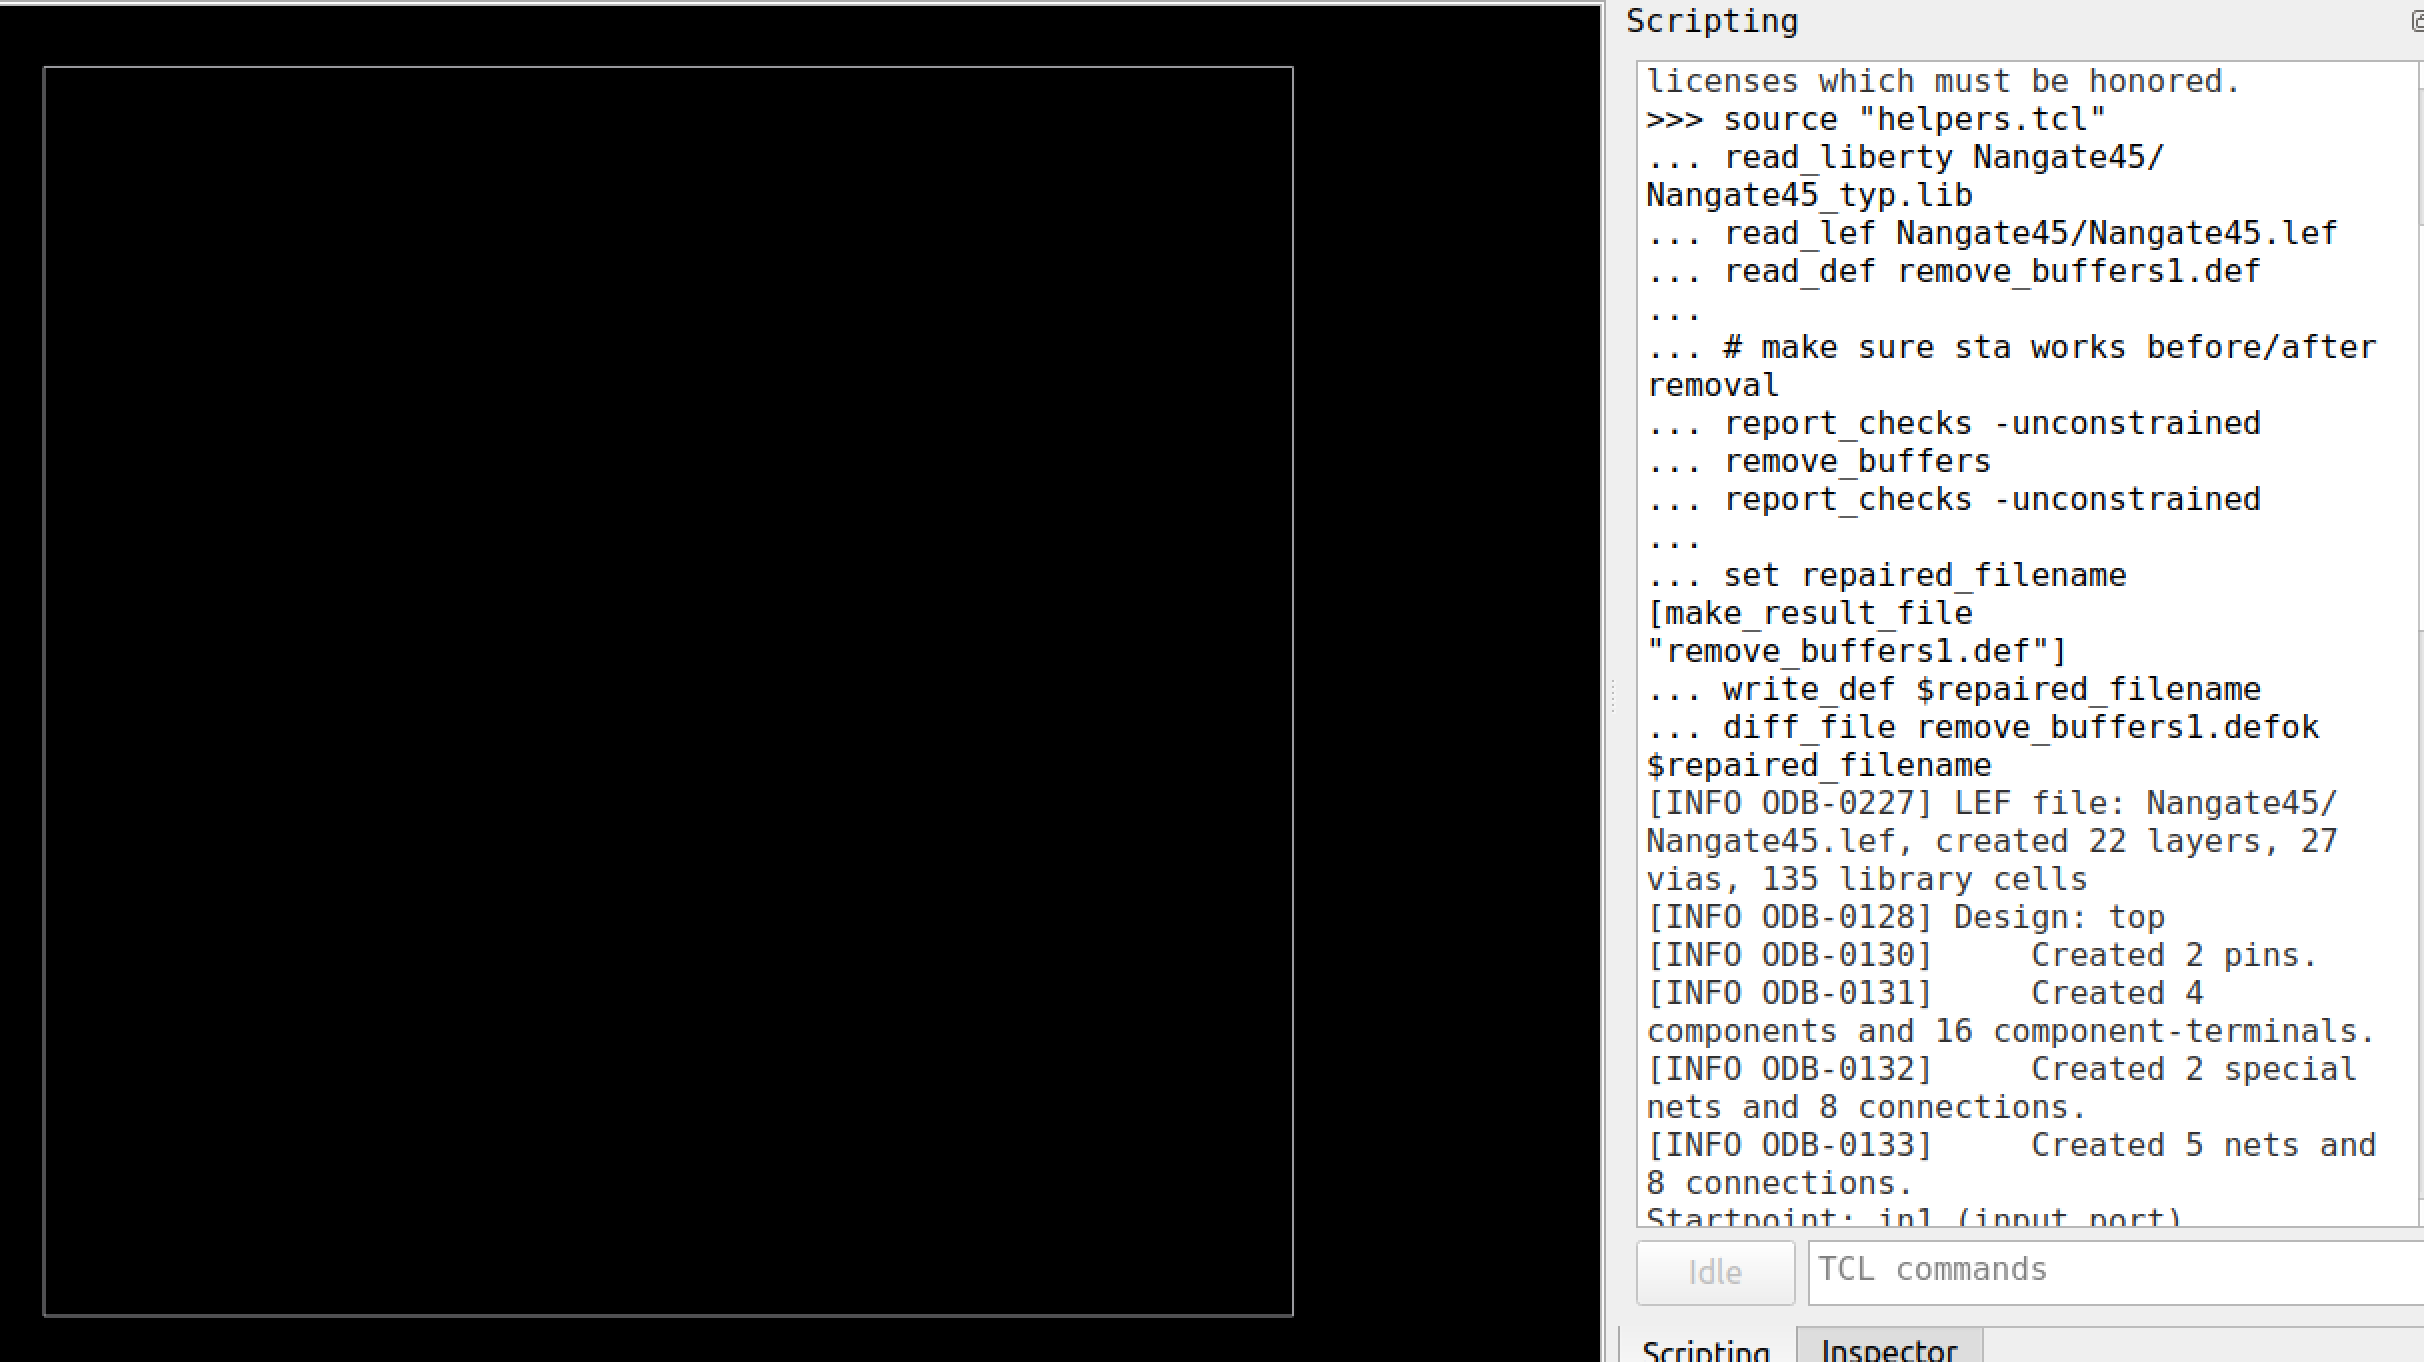 Scripting
licenses which must be honored.
>>> source "helpers.tcl"
... read_liberty Nangate45/
Nangate45_typ.lib
... read_lef Nangate45/Nangate45.lef
... read_def remove_buffers1.def
...
... # make sure sta works before/after
removal
... report_checks -unconstrained
... remove_buffers
... report_checks -unconstrained
...
... set repaired_filename
[make_result_file
"remove_buffers1.def"]
... write_def $repaired_filename
... diff_file remove_buffers1.defok
$repaired_filename
[INFO ODB-0227] LEF file: Nangate45/
Nangate45.lef, created 22 layers, 27
vias, 135 library cells
[INFO ODB-0128] Design: top
[INFO ODB-0130]     Created 2 pins.
[INFO ODB-0131]     Created 4
components and 16 component-terminals.
[INFO ODB-0132]     Created 2 special
nets and 8 connections.
[INFO ODB-0133]     Created 5 nets and
8 connections.
Startpoint: in1 (input port)
Idle
TCL commands
Scripting
Inspector